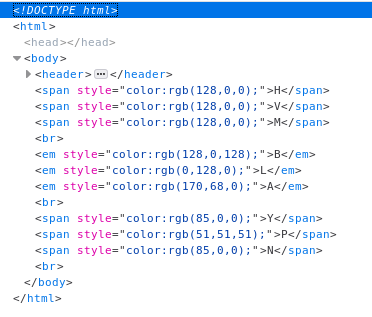 <!DOCTYPE html>
<html>
<head></head>
<body>
<header></header>
<span style="color:rgb(128,0,0);">H</span>
<span style="color:rgb(128,0,0);">V</span>
<span style="color:rgb(128,0,0);">M</span>
<br>
<em style="color:rgb(128,0,128);">B</em>
<em style="color:rgb(0,128,0);">L</em>
<em style="color:rgb(170,68,0);">A</em>
<br>
<span style="color:rgb(85,0,0);">Y</span>
<span style="color:rgb(51,51,51);">P</span>
<span style="color:rgb(85,0,0);">N</span>
<br>
</body>
</html>